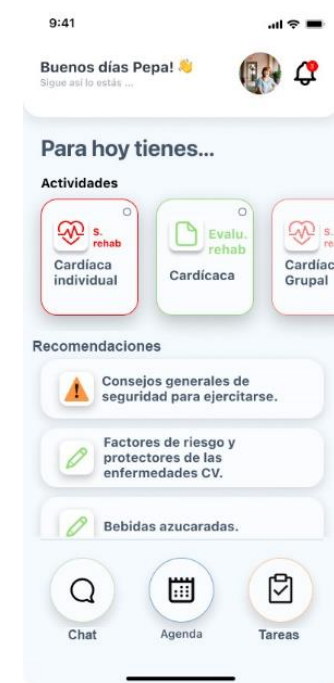 9:41
Buenos días Pepa! 👋
Sigue así lo estás ...
Para hoy tienes...
Actividades
S.
rehab
Cardíaca
individual
Evalu.
rehab
Cardícaca
S.
re
Cardíac
Grupal
Recomendaciones
Consejos generales de
seguridad para ejercitarse.
Factores de riesgo y
protectores de las
enfermedades CV.
Bebidas azucaradas.
Chat
Agenda
Tareas